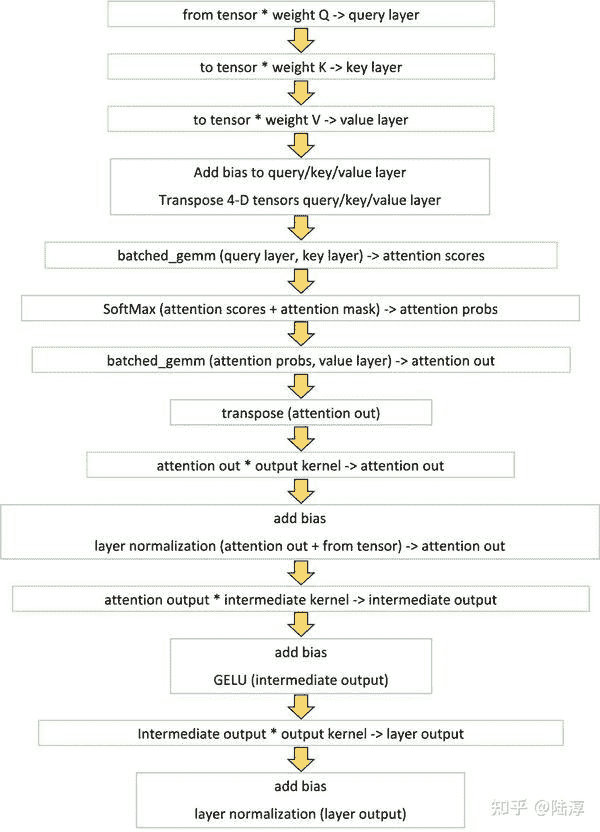 from tensor * weight Q -> query layer
to tensor * weight K -> key layer
to tensor * weight V -> value layer
Add bias to query/key/value layer
Transpose 4-D tensors query/key/value layer
batched_gemm (query layer, key layer) -> attention scores
SoftMax (attention scores + attention mask) -> attention probs
batched_gemm (attention probs, value layer) -> attention out
transpose (attention out)
attention out * output kernel -> attention out
add bias
layer normalization (attention out + from tensor) -> attention out
attention output * intermediate kernel -> intermediate output
add bias
GELU (intermediate output)
Intermediate output * output kernel -> layer output
add bias
layer normalization (layer output)
知乎 @陆淳